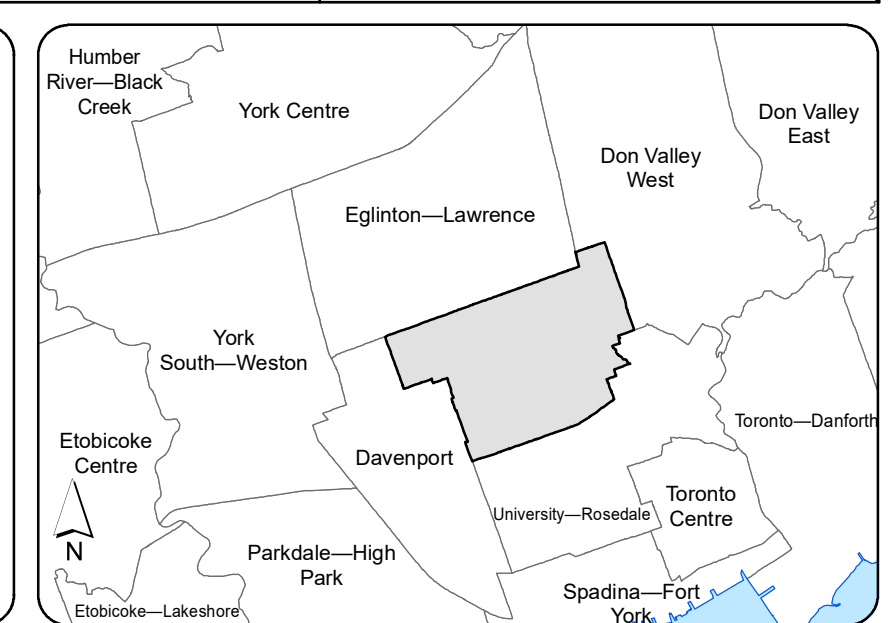 Humber
River—Black
Creek
York Centre
Don Valley
East
Don Valley
West
Eglinton—Lawrence
York
South—Weston
Toronto—Danforth
Etobicoke
Centre
Davenport
University—Rosedale
Toronto
Centre
N
Parkdale—High
Park
Spadina—Fort
York
Etobicoke—Lakeshore